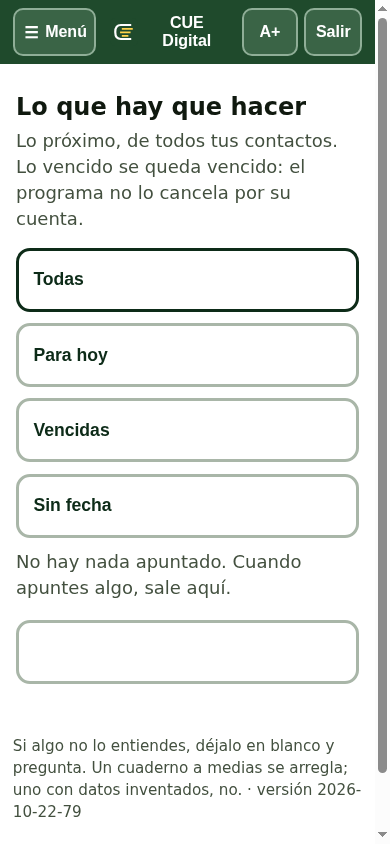 ☰ Menú
CUE
Digital
A+
Salir
Lo que hay que hacer
Lo próximo, de todos tus contactos.
Lo vencido se queda vencido: el
programa no lo cancela por su
cuenta.
Todas
Para hoy
Vencidas
Sin fecha
No hay nada apuntado. Cuando
apuntes algo, sale aquí.
Si algo no lo entiendes, déjalo en blanco y
pregunta. Un cuaderno a medias se arregla;
uno con datos inventados, no. · versión 2026-
10-22-79